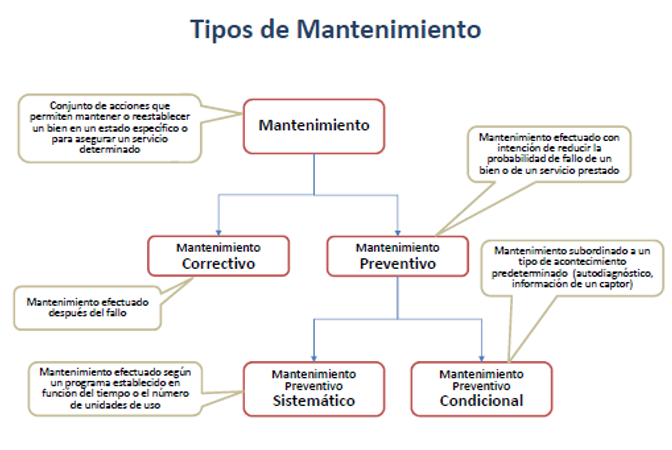 Tipos de Mantenimiento
Conjunto de acciones que
permiten mantener o reestablecer
un bien en un estado específico o
para asegurar un servicio
determinado
Mantenimiento
Mantenimiento efectuado con
intención de reducir la
probabilidad de fallo de un
bien o de un servicio prestado
Mantenimiento
Correctivo
Mantenimiento
Preventivo
Mantenimiento subordinado a un
tipo de acontecimiento
predeterminado (autodiagnóstico,
información de un captor)
Mantenimiento efectuado
después del fallo
Mantenimiento efectuado según
un programa establecido en
función del tiempo o el número
de unidades de uso
Mantenimiento
Preventivo
Sistemático
Mantenimiento
Preventivo
Condicional